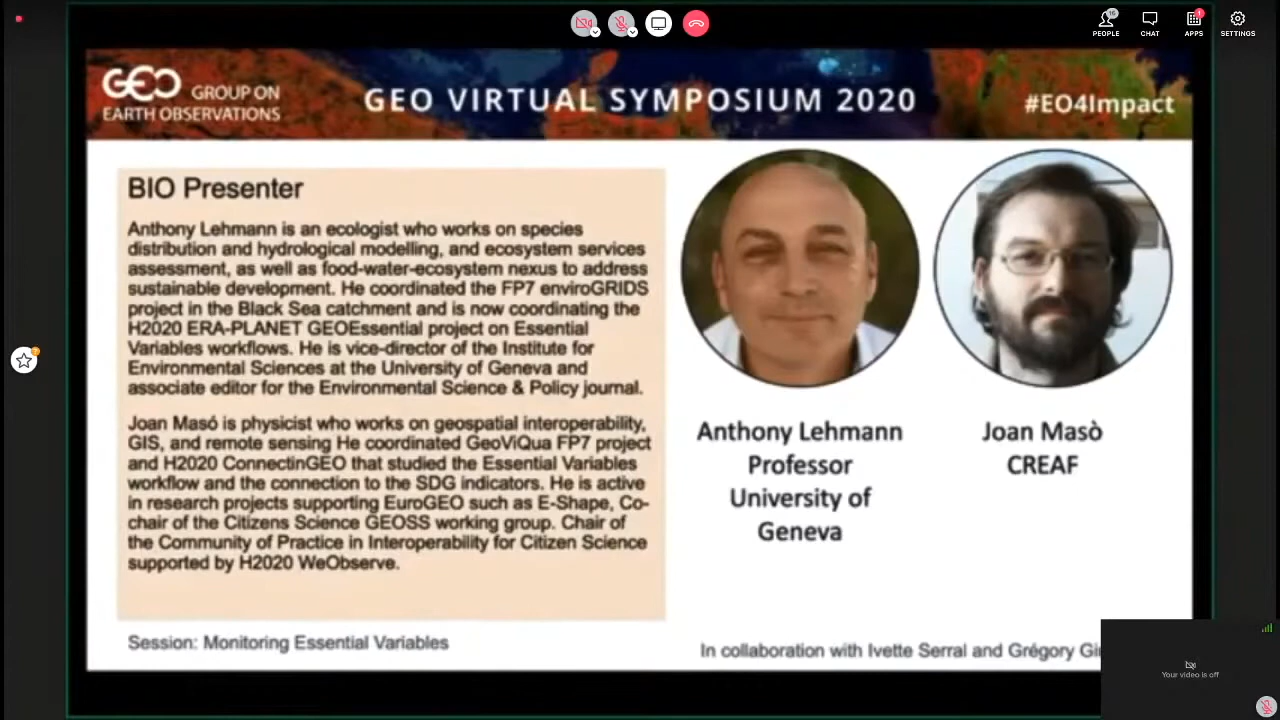 16
1
PEOPLE
CHAT
APPS
SETTINGS
GEO GROUP ON
EARTH OBSERVATIONS
GEO VIRTUAL SYMPOSIUM 2020
#EO4Impact
BIO Presenter
Anthony Lehmann is an ecologist who works on species
distribution and hydrological modelling, and ecosystem services
assessment, as well as food-water-ecosystem nexus to address
sustainable development. He coordinated the FP7 enviroGRIDS
project in the Black Sea catchment and is now coordinating the
H2020 ERA-PLANET GEOEssential project on Essential
Variables workflows. He is vice-director of the Institute for
Environmental Sciences at the University of Geneva and
associate editor for the Environmental Science & Policy journal.
Joan Masó is physicist who works on geospatial interoperability,
GIS, and remote sensing He coordinated GeoViQua FP7 project
and H2020 ConnectinGEO that studied the Essential Variables
workflow and the connection to the SDG indicators. He is active
in research projects supporting EuroGEO such as E-Shape, Co-
chair of the Citizens Science GEOSS working group. Chair of
the Community of Practice in Interoperability for Citizen Science
supported by H2020 WeObserve.
Anthony Lehmann
Professor
University of
Geneva
Joan Masò
CREAF
Session: Monitoring Essential Variables
In collaboration with Ivette Serral and Grégory
Your video is off